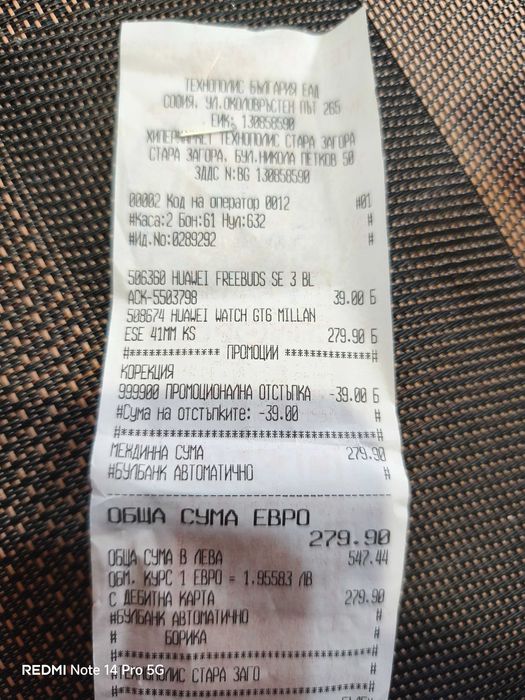 ТЕХНОПОЛИС БЪЛГАРИЯ ЕАД
СОФИЯ, УЛ.ОКОЛОВРЪСТЕН ПЪТ 265
ЕИК: 130858590
ХИПЕРМАРКЕТ ТЕХНОПОЛИС СТАРА ЗАГОРА
СТАРА ЗАГОРА, БУЛ.НИКОЛА ПЕТКОВ 50
ЗДДС N:BG 130858590
00002 Код на оператор 0012 #01
#Каса:2 Бон:61 Нул:632 #
#Ид.No:0289292 #
506360 HUAWEI FREEBUDS SE 3 BL
ACK-5503798 39.00 Б
508674 HUAWEI WATCH GT6 MILLAN
ESE 41MM KS 279.90 Б
#************** ПРОМОЦИИ **************#
КОРЕКЦИЯ
999900 ПРОМОЦИОНАЛНА ОТСТЪПКА -39.00 Б
#Сума на отстъпките: -39.00 #
#**************************************#
МЕЖДИННА СУМА 279.90
#БУЛБАНК АВТОМАТИЧНО #
ОБЩА СУМА ЕВРО
279.90
ОБЩА СУМА В ЛЕВА 547.44
ОБМ. КУРС 1 ЕВРО = 1.95583 ЛВ
С ДЕБИТНА КАРТА 279.90
#БУЛБАНК АВТОМАТИЧНО #
# БОРИКА #
#**************************************#
ТЕХНОПОЛИС СТАРА ЗАГО #
#**************************************#
REDMI Note 14 Pro 5G